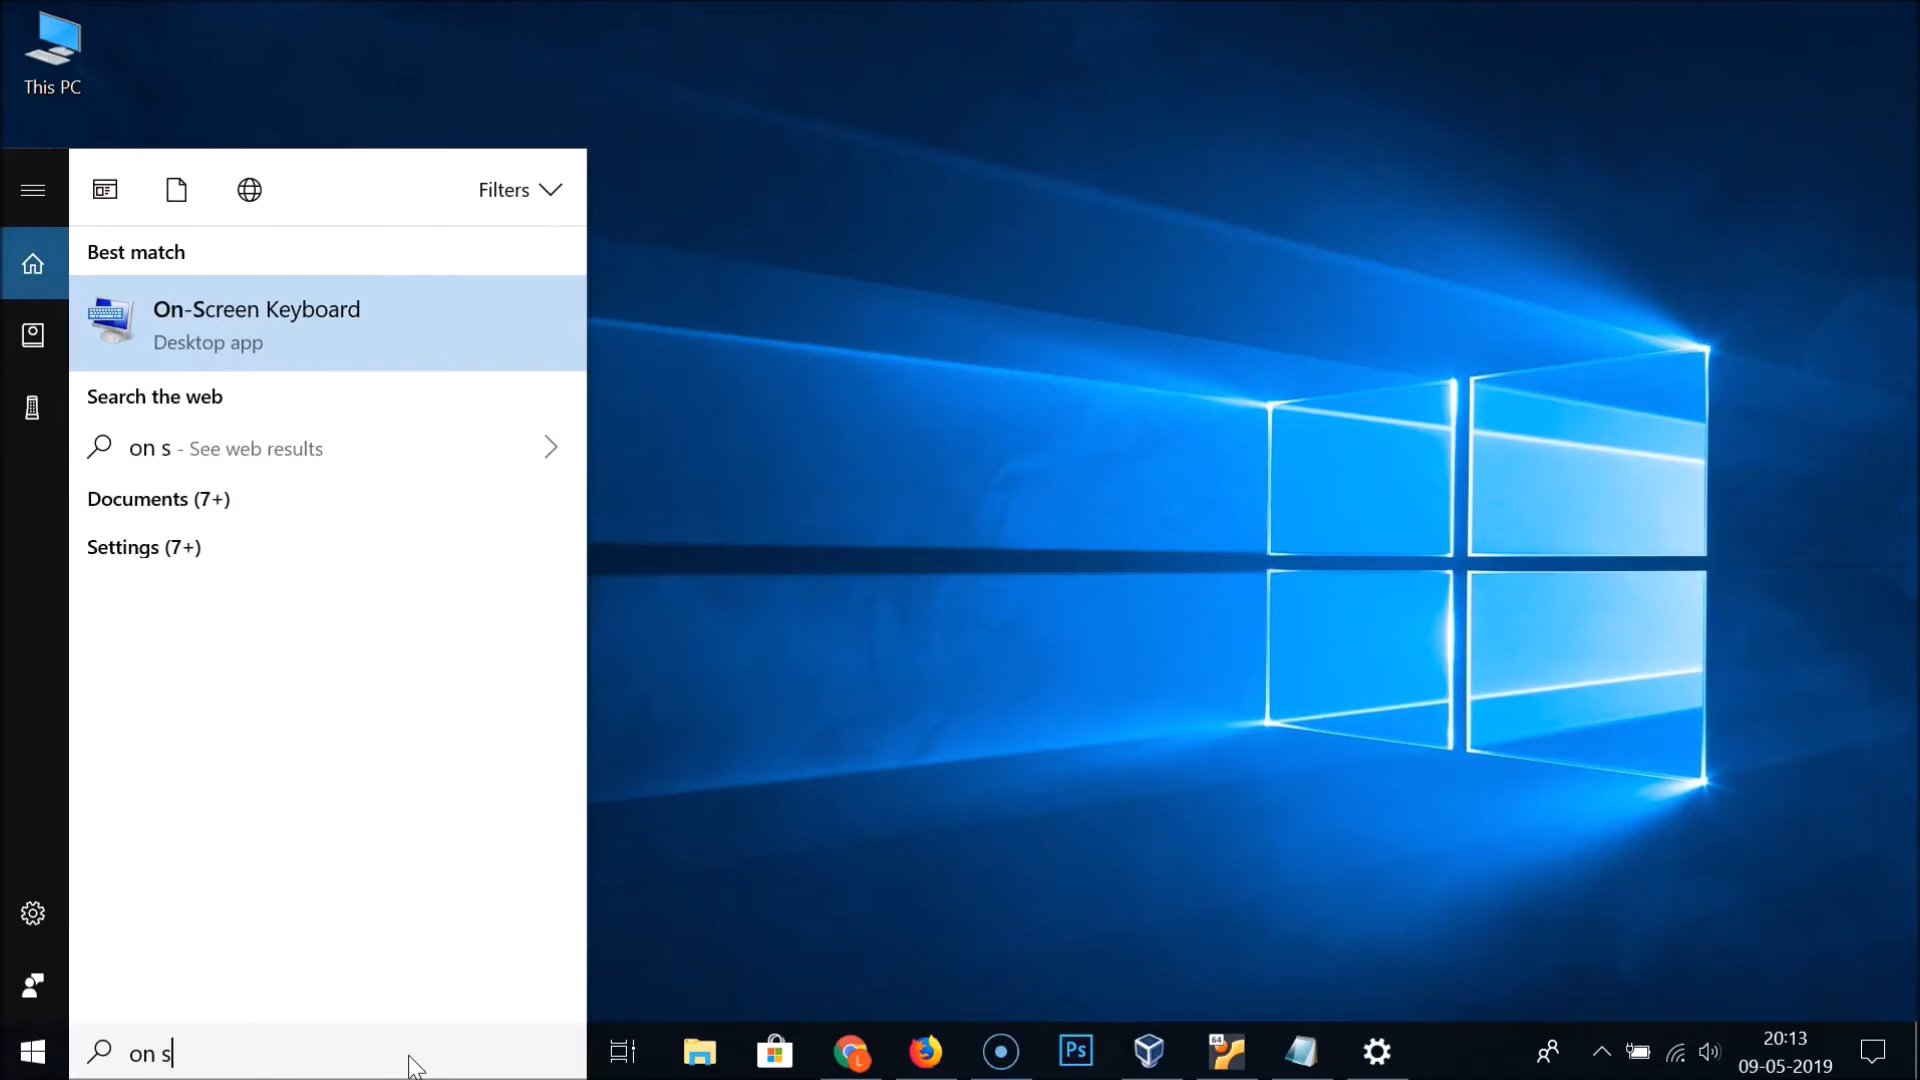 This PC
Filters
Best match
On-Screen Keyboard
Desktop app
Search the web
on s - See web results
Documents (7+)
Settings (7+)
on s
L
Ps
64
20:13
09-05-2019